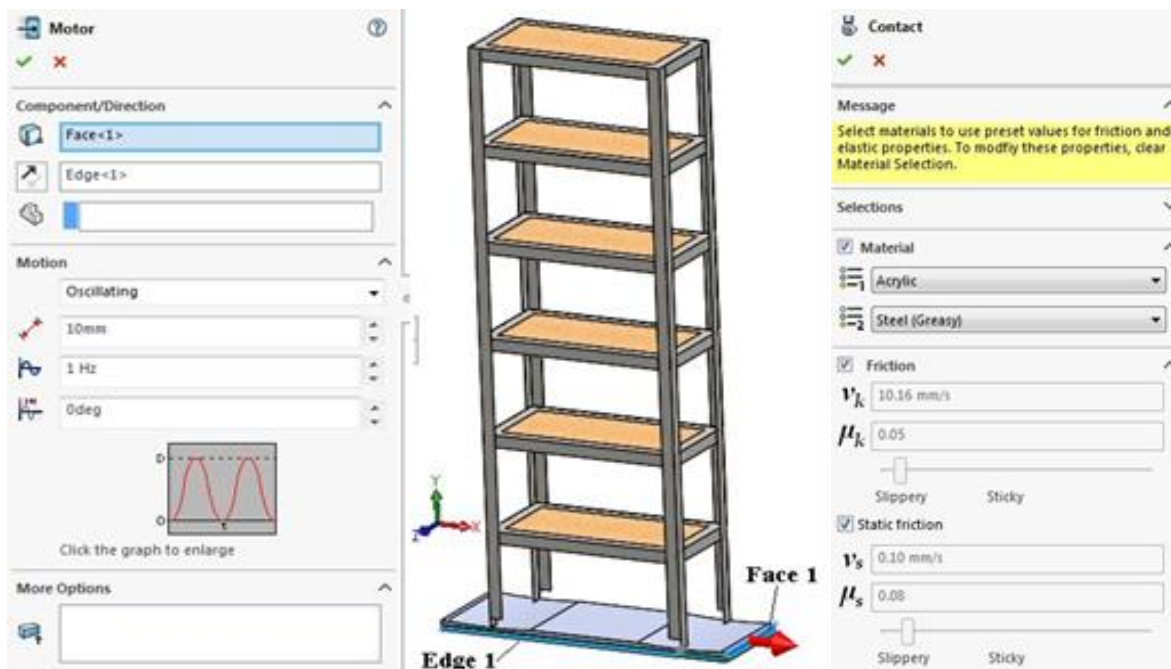 Motor
Component/Direction
Face<1>
Edge<1>
Motion
Oscillating
10mm
1 Hz
0deg
D
0
t
Click the graph to enlarge
More Options
Y
X
Z
Face 1
Edge 1
Contact
Message
Select materials to use preset values for friction and
elastic properties. To modfiy these properties, clear
Material Selection.
Selections
Material
1
Acrylic
2
Steel (Greasy)
Friction
vk 10.16 mm/s
μk 0.05
Slippery Sticky
Static friction
vs 0.10 mm/s
μs 0.08
Slippery Sticky